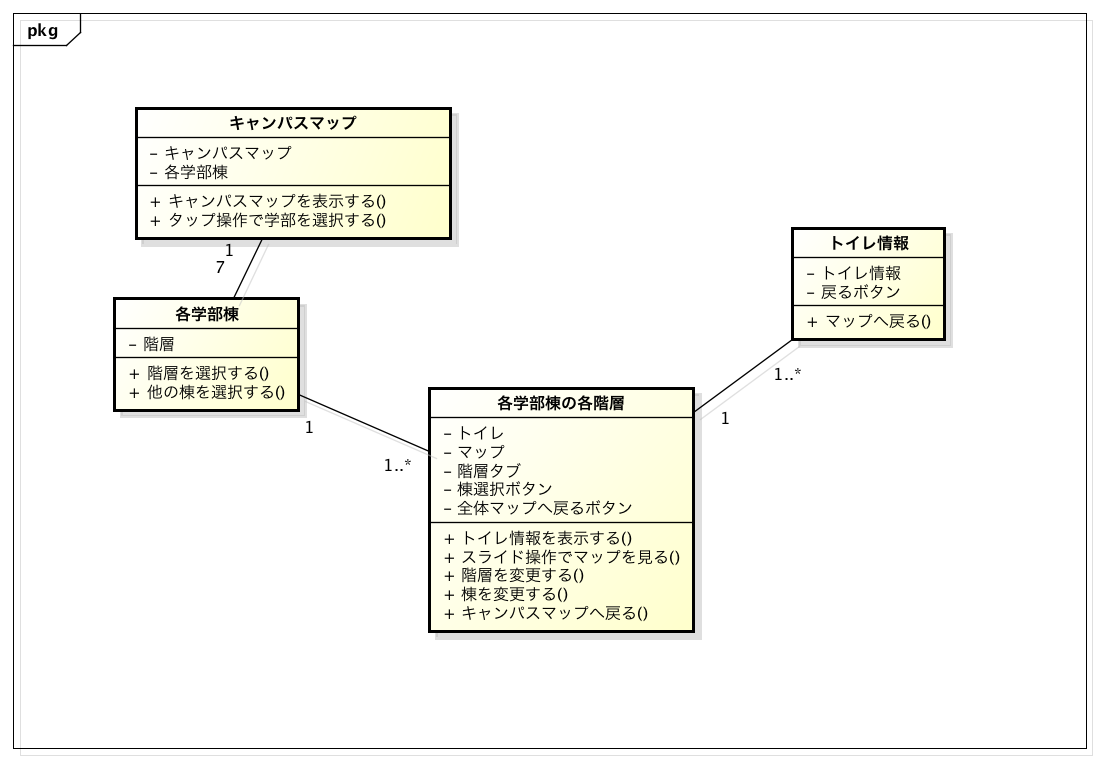 pkg
キャンパスマップ
– キャンパスマップ
– 各学部棟
+ キャンパスマップを表示する()
+ タップ操作で学部を選択する()
1
7
各学部棟
– 階層
+ 階層を選択する()
+ 他の棟を選択する()
1
1..*
各学部棟の各階層
– トイレ
– マップ
– 階層タブ
– 棟選択ボタン
– 全体マップへ戻るボタン
+ トイレ情報を表示する()
+ スライド操作でマップを見る()
+ 階層を変更する()
+ 棟を変更する()
+ キャンパスマップへ戻る()
1
1..*
トイレ情報
– トイレ情報
– 戻るボタン
+ マップへ戻る()